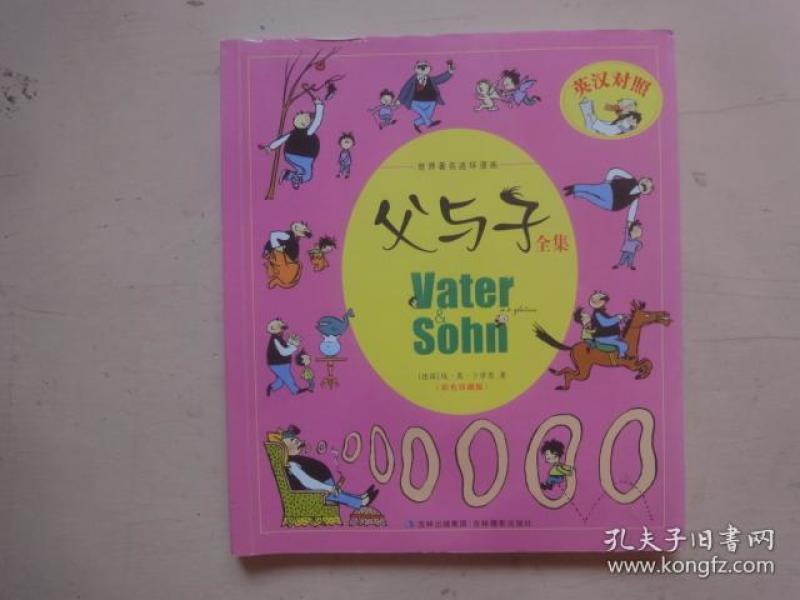 英汉对照
世界著名连环漫画
父与子
全集
Vater
&
Sohn
e.o.plauen
[德国]埃·奥·卜劳恩 著
(彩色珍藏版)
吉林出版集团 吉林摄影出版社
孔夫子旧书网
www.kongfz.com